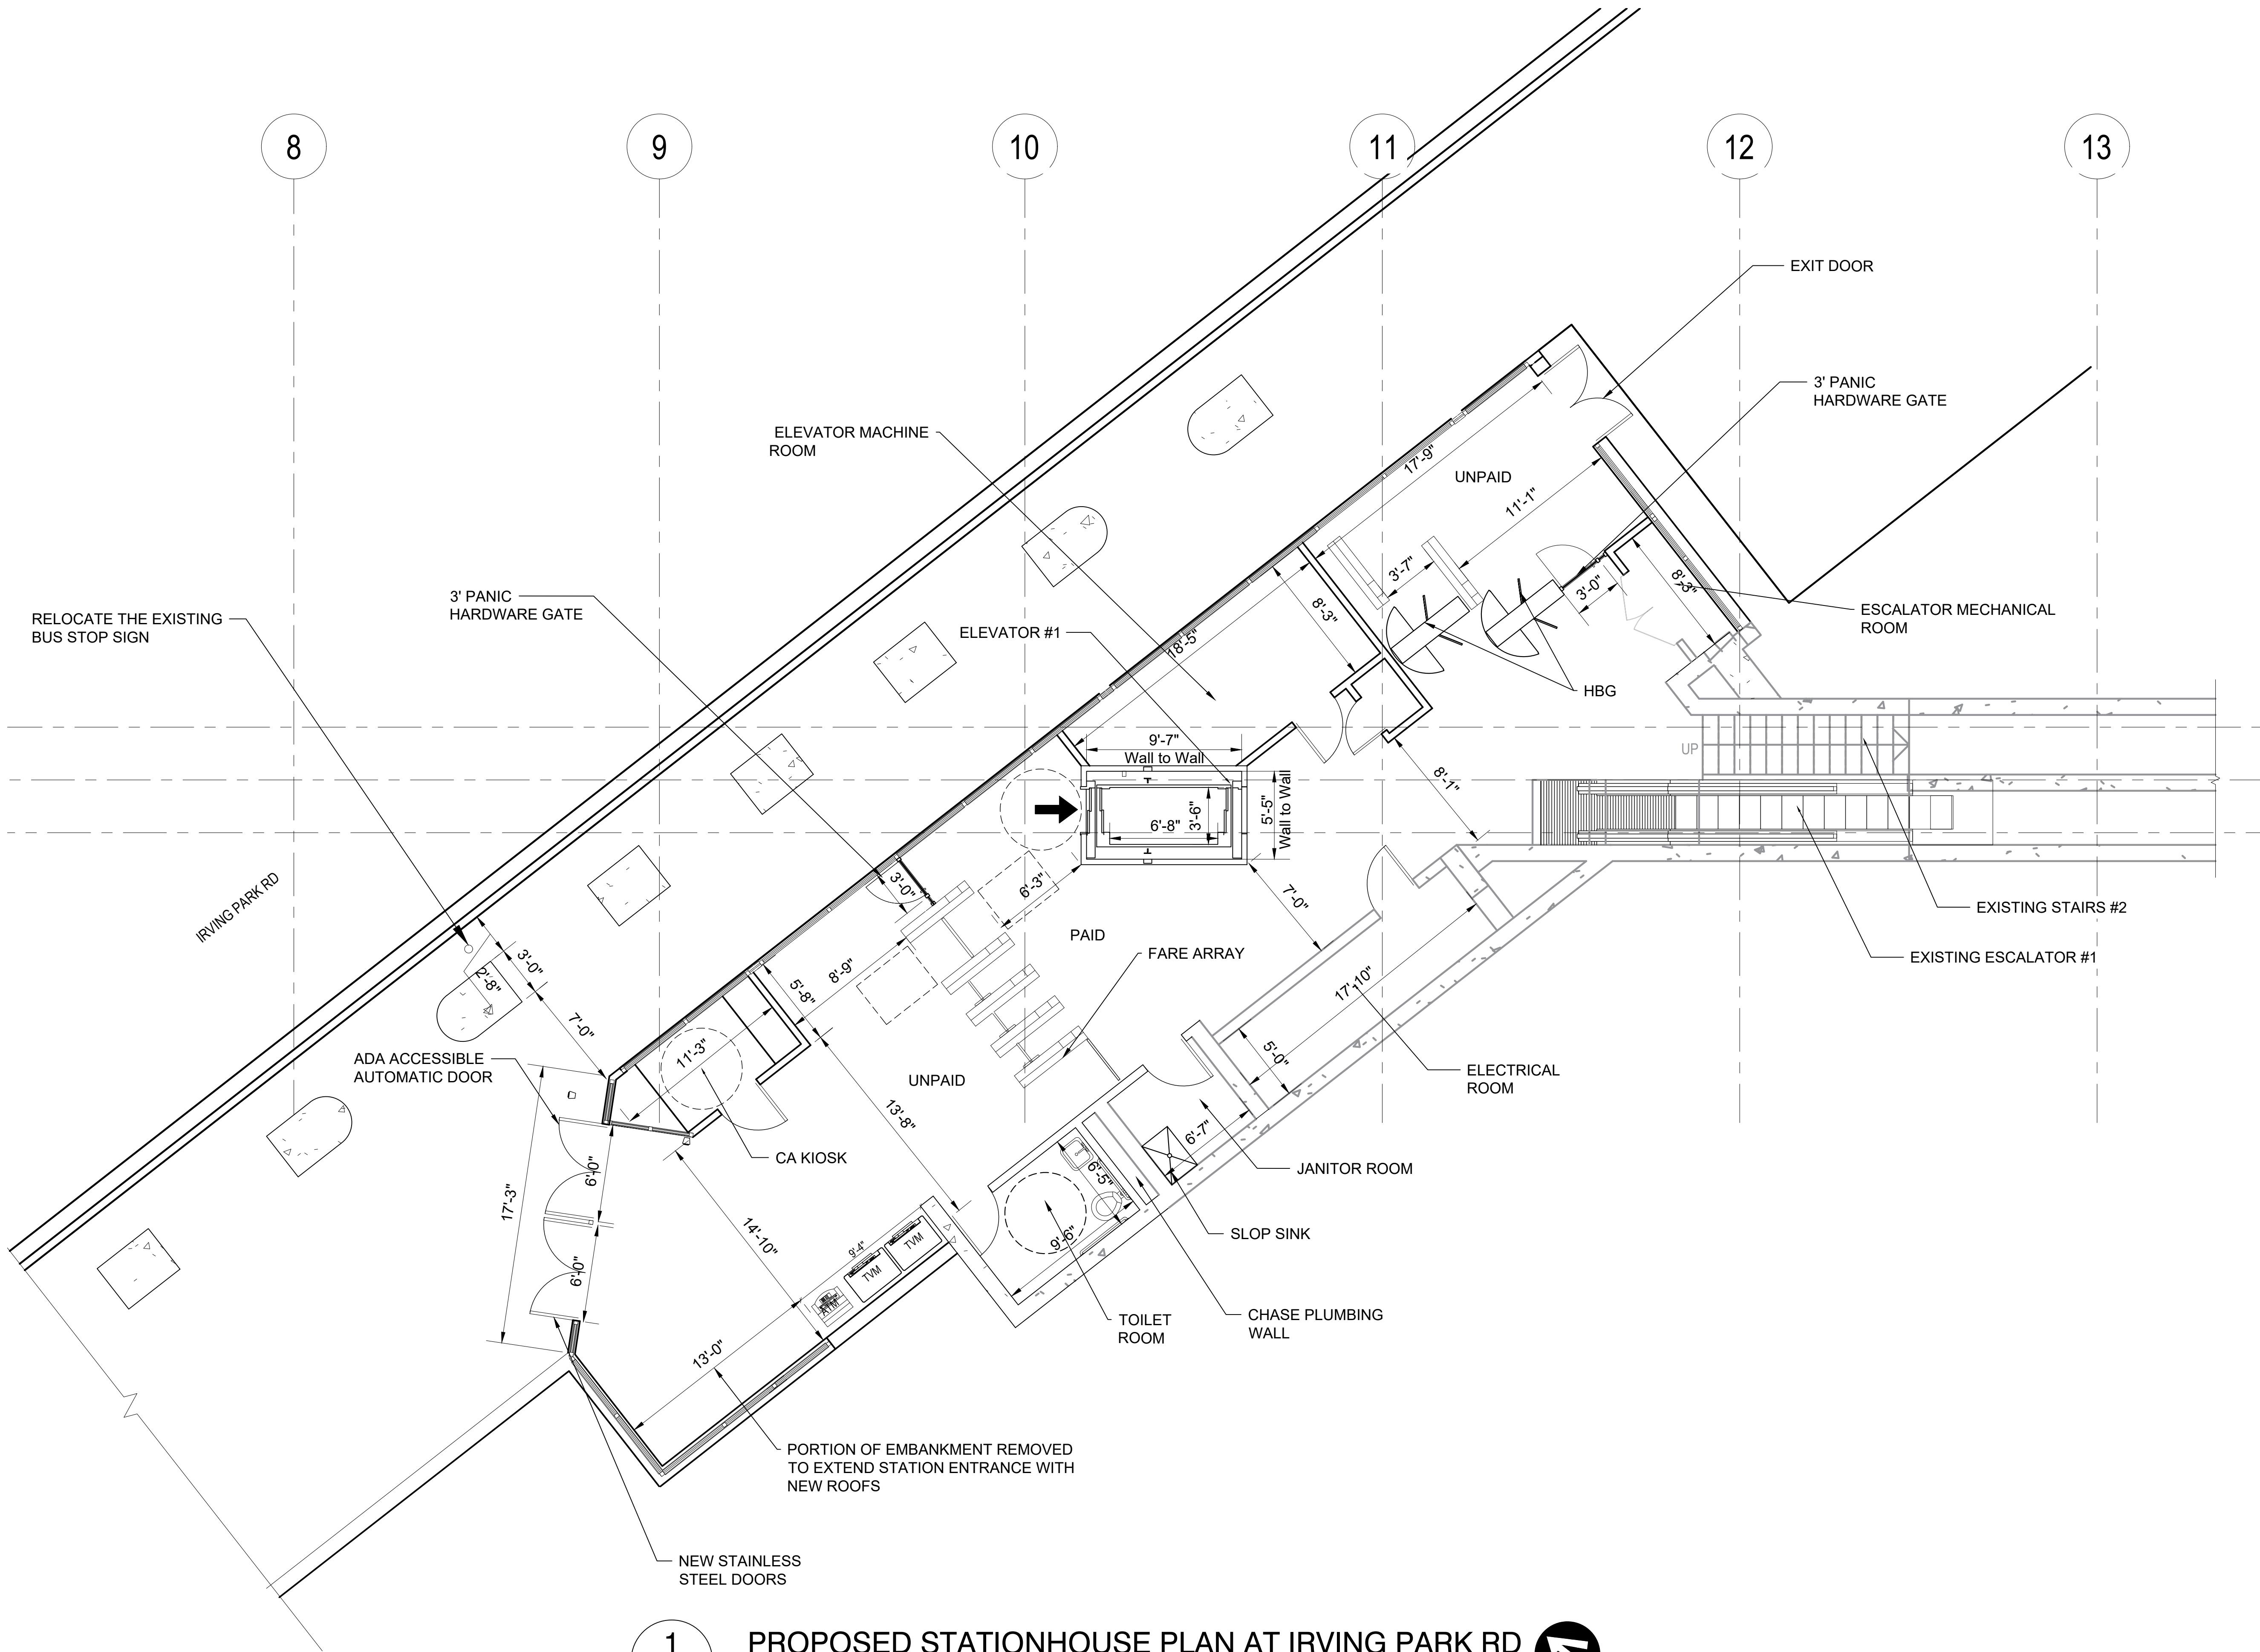 8
9
10
11
12
13
EXIT DOOR
3' PANIC
HARDWARE GATE
ELEVATOR MACHINE
ROOM
17'-9"
UNPAID
11'-1"
3'-7"
3'-0"
8'-3"
ESCALATOR MECHANICAL
ROOM
3' PANIC
HARDWARE GATE
RELOCATE THE EXISTING
BUS STOP SIGN
ELEVATOR #1
8'-3"
18'-5"
HBG
9'-7"
Wall to Wall
UP
8'-1"
5'-5"
Wall to Wall
3'-6"
6'-8"
IRVING PARK RD
3'-0"
6'-3"
7'-0"
EXISTING STAIRS #2
PAID
FARE ARRAY
EXISTING ESCALATOR #1
3'-0"
2'-8"
8'-9"
5'-8"
17'-10"
7'-0"
11'-3"
ADA ACCESSIBLE
AUTOMATIC DOOR
UNPAID
5'-0"
ELECTRICAL
ROOM
13'-8"
6'-7"
CA KIOSK
JANITOR ROOM
6'-0"
6'-5"
17'-3"
14'-10"
9'-6"
SLOP SINK
9'-4"
TVM
TVM
ATM
6'-0"
TOILET
ROOM
CHASE PLUMBING
WALL
13'-0"
PORTION OF EMBANKMENT REMOVED
TO EXTEND STATION ENTRANCE WITH
NEW ROOFS
NEW STAINLESS
STEEL DOORS
1
PROPOSED STATIONHOUSE PLAN AT IRVING PARK RD